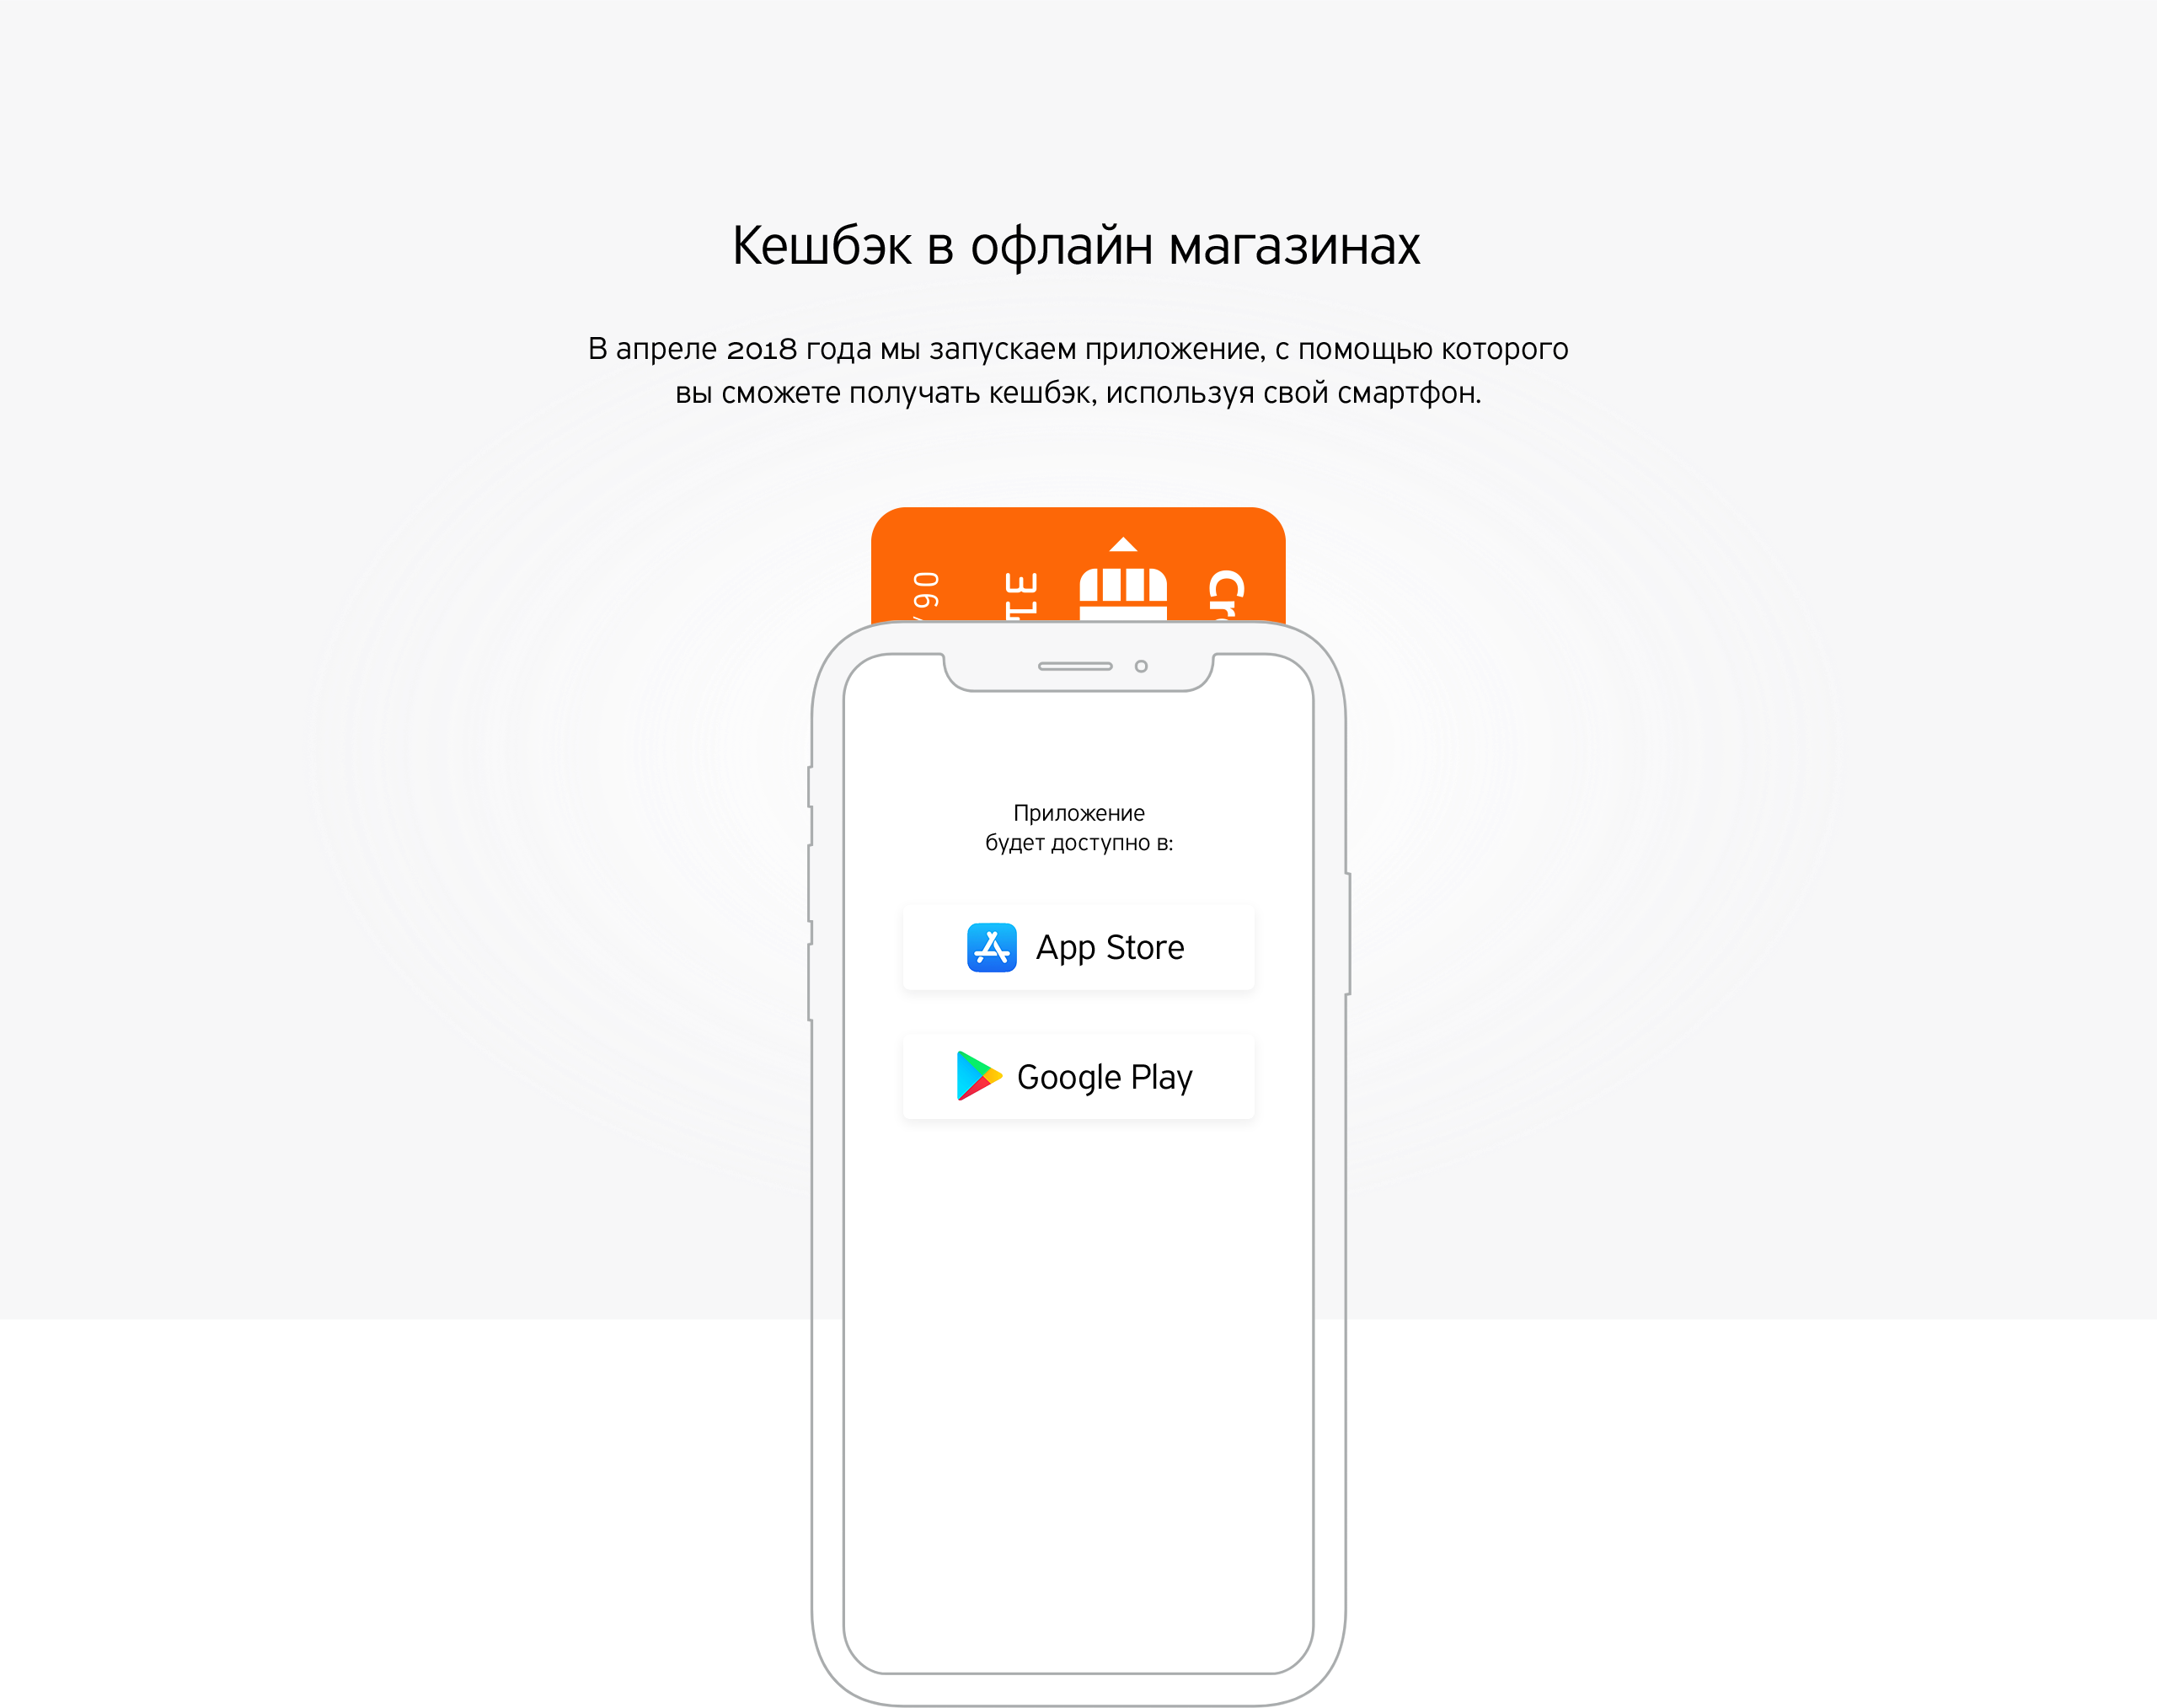 Кешбэк в офлайн магазинах
В апреле 2018 года мы запускаем приложение, с помощью которого
вы сможете получать кешбэк, используя свой смартфон.
Приложение
будет доступно в:
App Store
Google Play